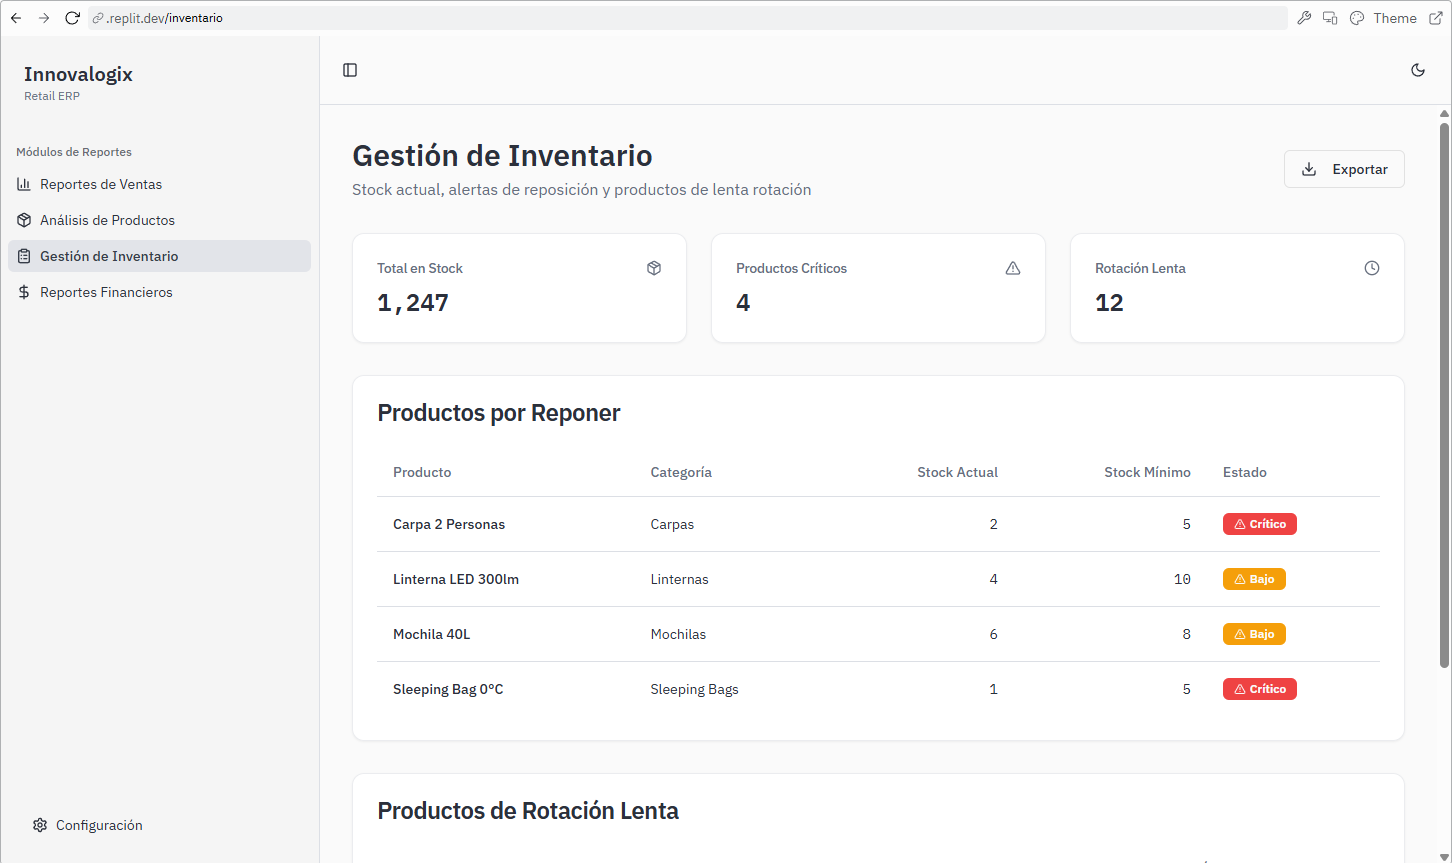 .replit.dev/inventario
Theme
Innovalogix
Retail ERP
Módulos de Reportes
Reportes de Ventas
Análisis de Productos
Gestión de Inventario
Reportes Financieros
Configuración
Gestión de Inventario
Stock actual, alertas de reposición y productos de lenta rotación
Exportar
Total en Stock
1,247
Productos Críticos
4
Rotación Lenta
12
Productos por Reponer
Producto Categoría Stock Actual Stock Mínimo Estado
Carpa 2 Personas Carpas 2 5 Crítico
Linterna LED 300lm Linternas 4 10 Bajo
Mochila 40L Mochilas 6 8 Bajo
Sleeping Bag 0°C Sleeping Bags 1 5 Crítico
Productos de Rotación Lenta